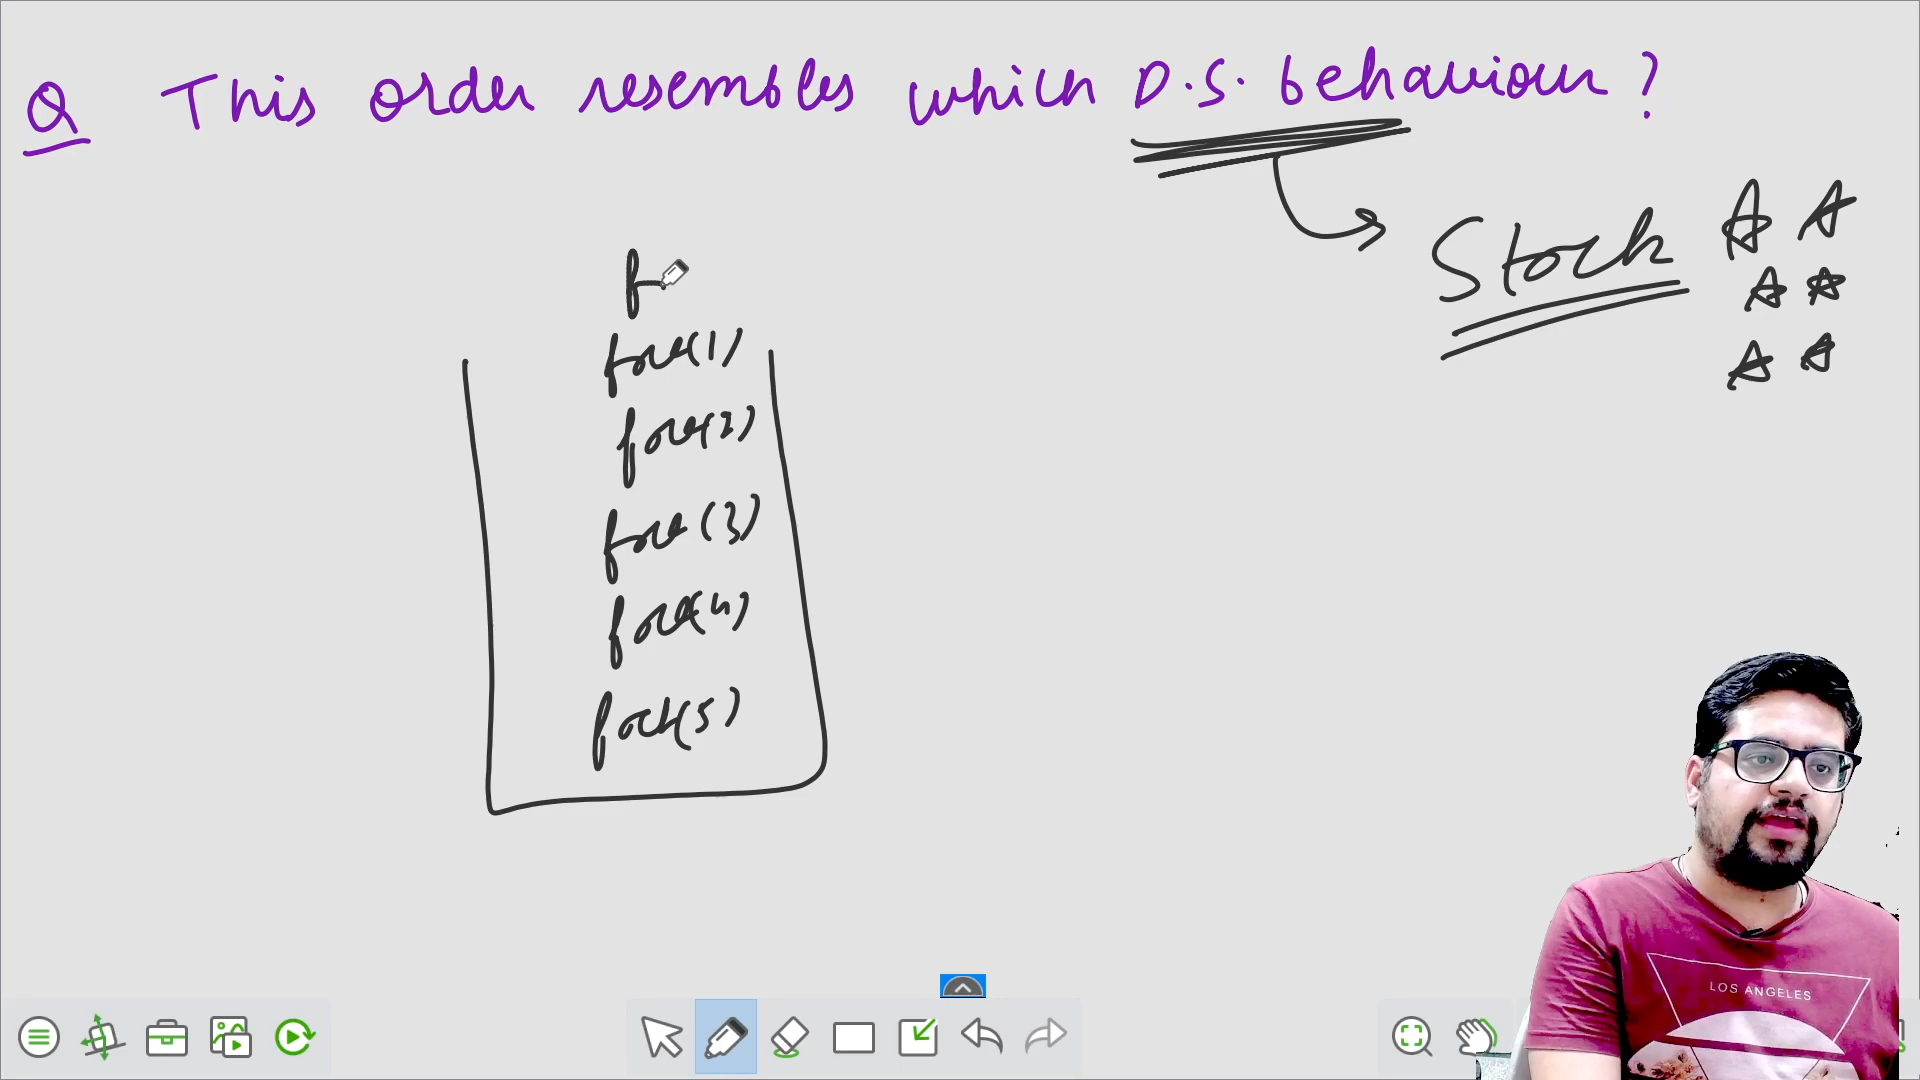 Q This order resembles which D.S. behaviour?
Stack
f
fact(1)
fact(2)
fact(3)
fact(4)
fact(5)
LOS ANGELES